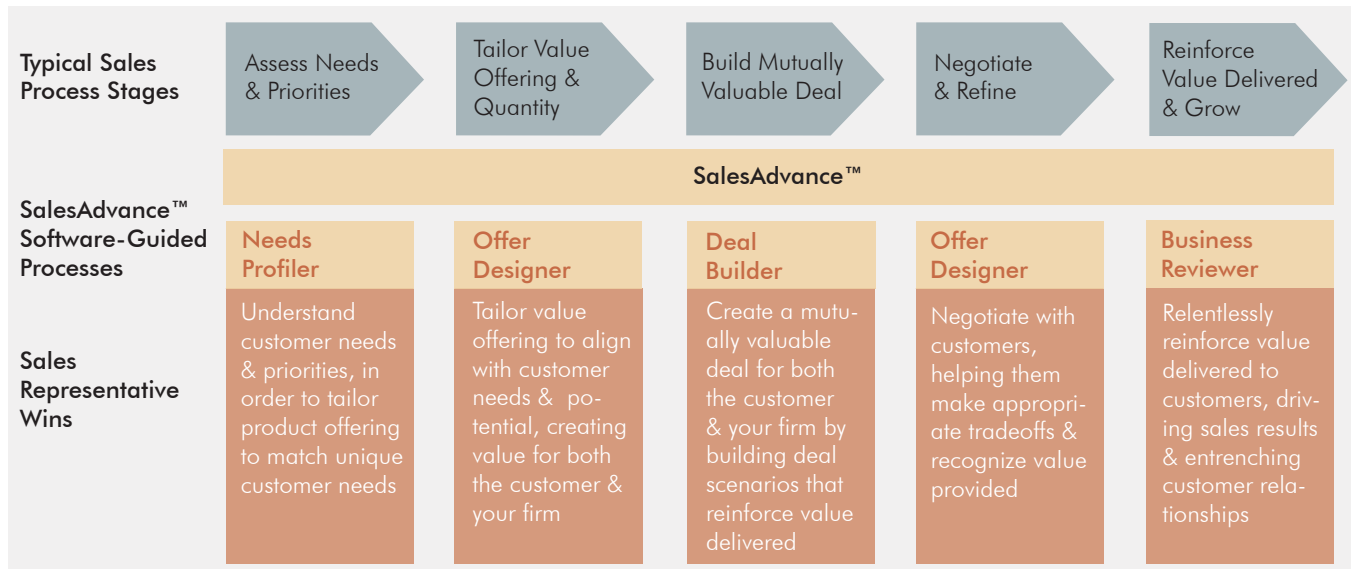 Typical Sales
Process Stages
Assess Needs
& Priorities
Tailor Value
Offering &
Quantity
Build Mutually
Valuable Deal
Negotiate
& Refine
Reinforce
Value Delivered
& Grow
SalesAdvance™
Software-Guided
Processes
SalesAdvance™
Needs
Profiler
Offer
Designer
Deal
Builder
Offer
Designer
Business
Reviewer
Sales
Representative
Wins
Understand
customer needs
& priorities, in
order to tailor
product offering
to match unique
customer needs
Tailor value
offering to align
with customer
needs &  po-
tential, creating
value for both
the customer &
your firm
Create a mutu-
ally valuable
deal for both
the customer
& your firm by
building deal
scenarios that
reinforce value
delivered
Negotiate with
customers,
helping them
make appropri-
ate tradeoffs &
recognize value
provided
Relentlessly
reinforce value
delivered to
customers, driv-
ing sales results
& entrenching
customer rela-
tionships